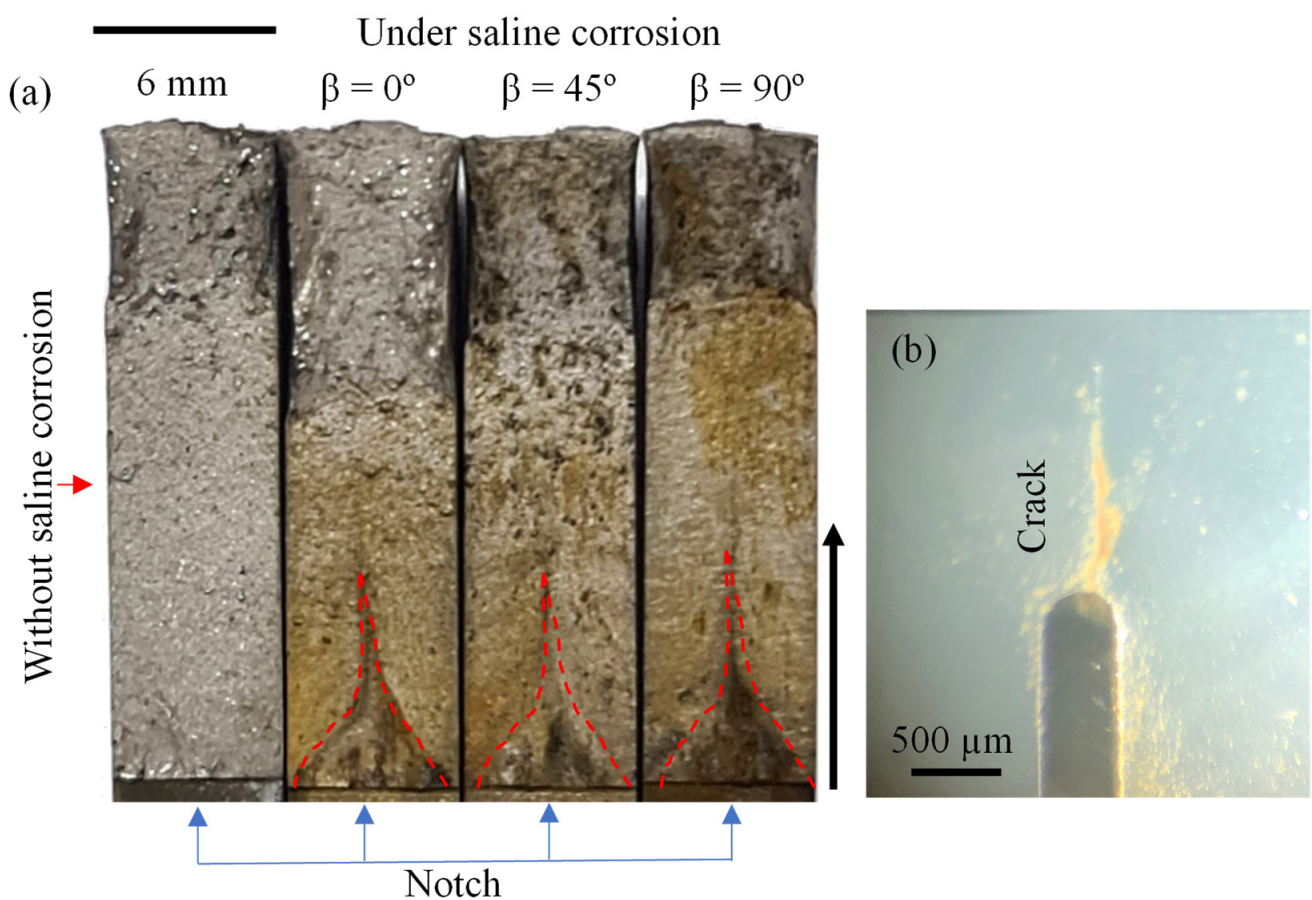 Under saline corrosion
(a)
6 mm
β = 0º
β = 45º
β = 90º
Without saline corrosion
Notch
(b)
Crack
500 µm